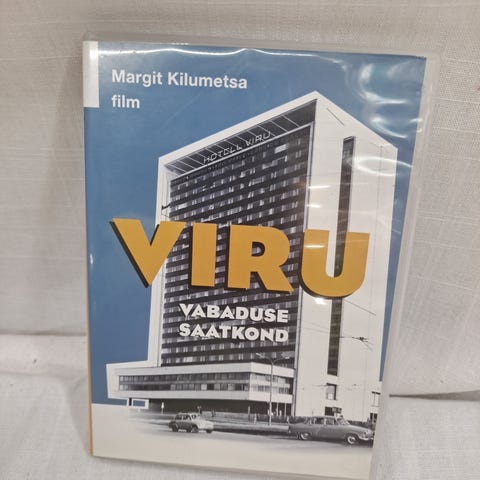 Margit Kilumetsa
film
HOTELL VIRU
VIRU
VABADUSE
SAATKOND